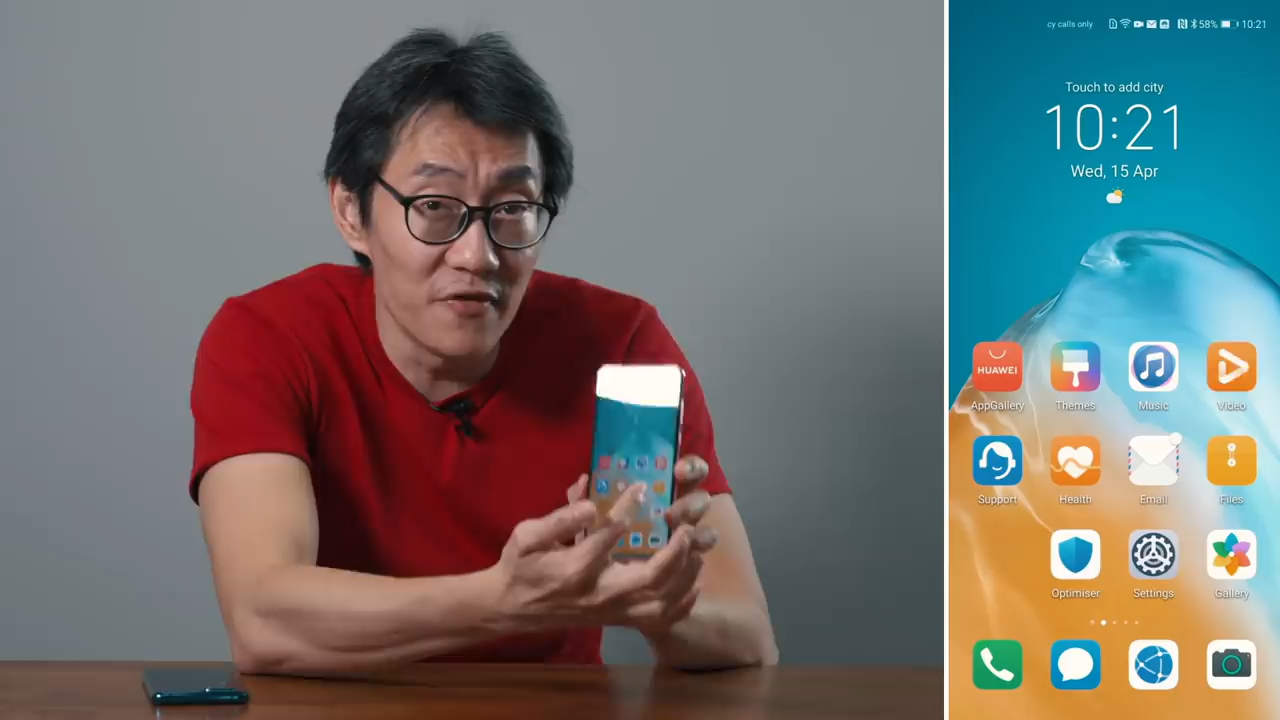 cy calls only 58% 10:21
Touch to add city
10:21
Wed, 15 Apr
HUAWEI
AppGallery Themes Music Video
Support Health Email Files
Optimiser Settings Gallery